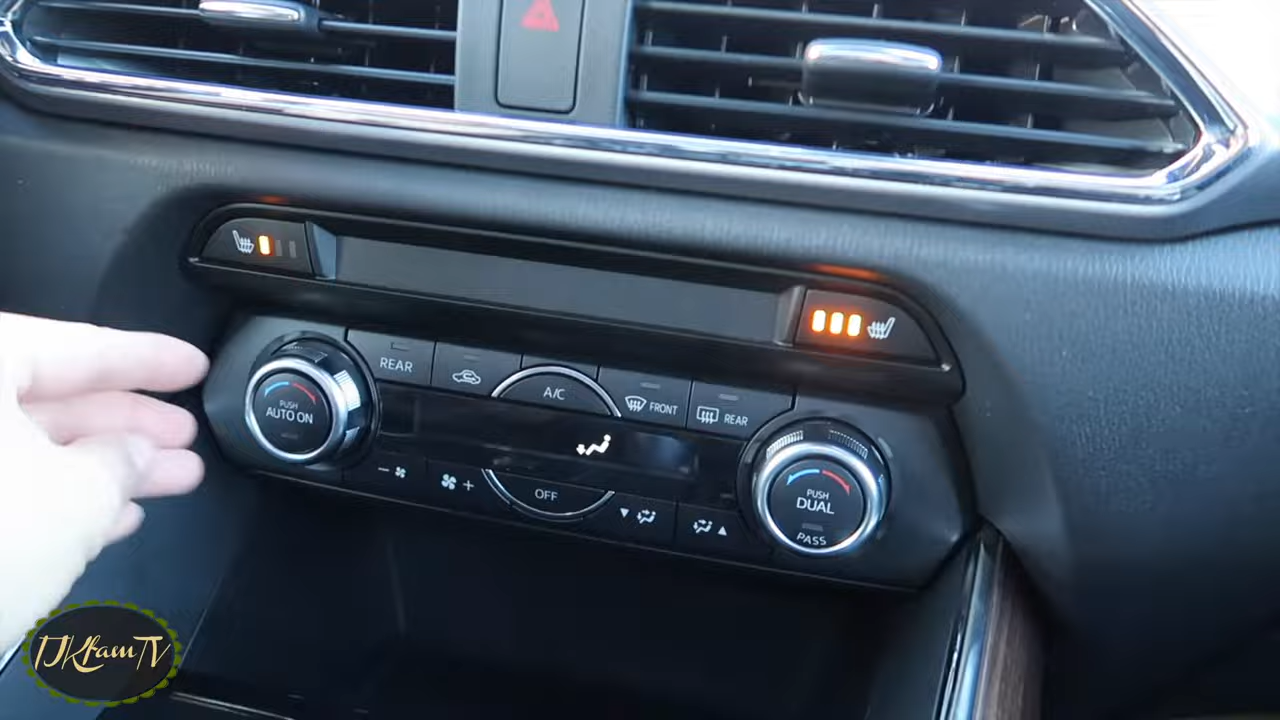 REAR
A/C
FRONT
REAR
PUSH
AUTO ON
PUSH
DUAL
PASS
OFF
TJKfamTV